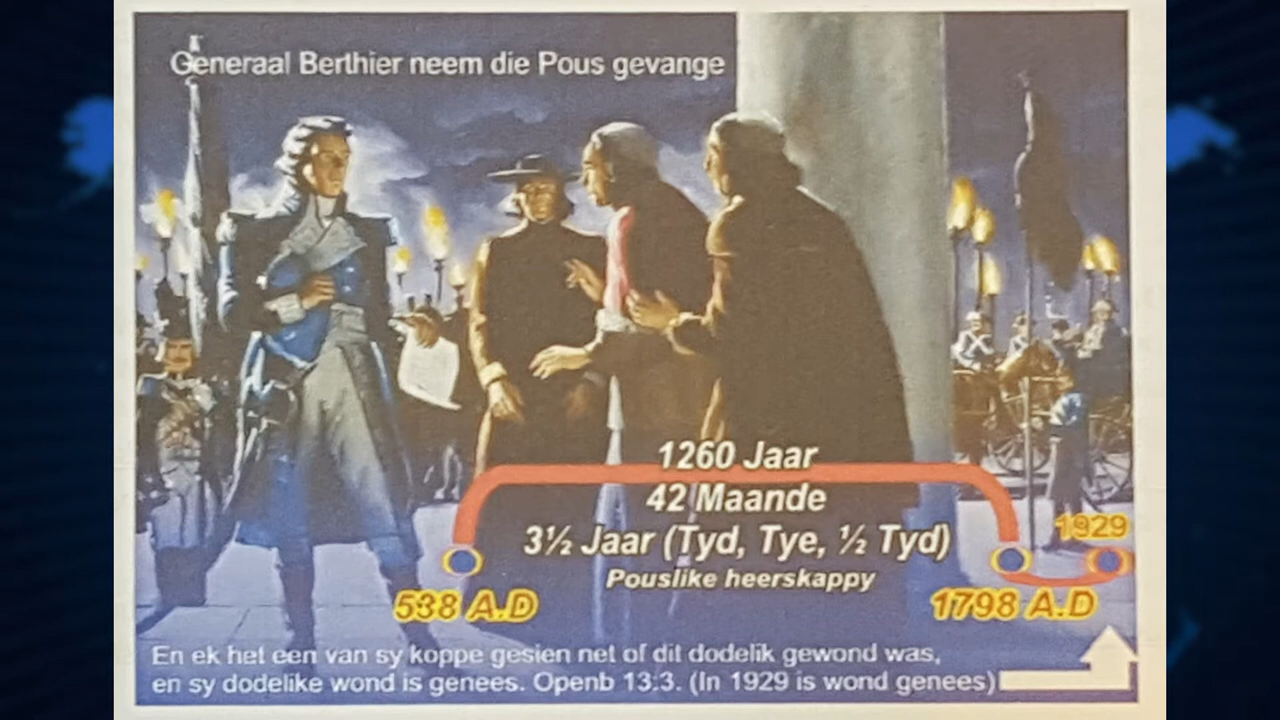 Generaal Berthier neem die Pous gevange
1260 Jaar
42 Maande
3½ Jaar (Tyd, Tye, ½ Tyd)
Pouslike heerskappy
1929
538 A.D
1798 A.D
En ek het een van sy koppe gesien net of dit dodelik gewond was,
en sy dodelike wond is genees. Openb 13:3. (In 1929 is wond genees)